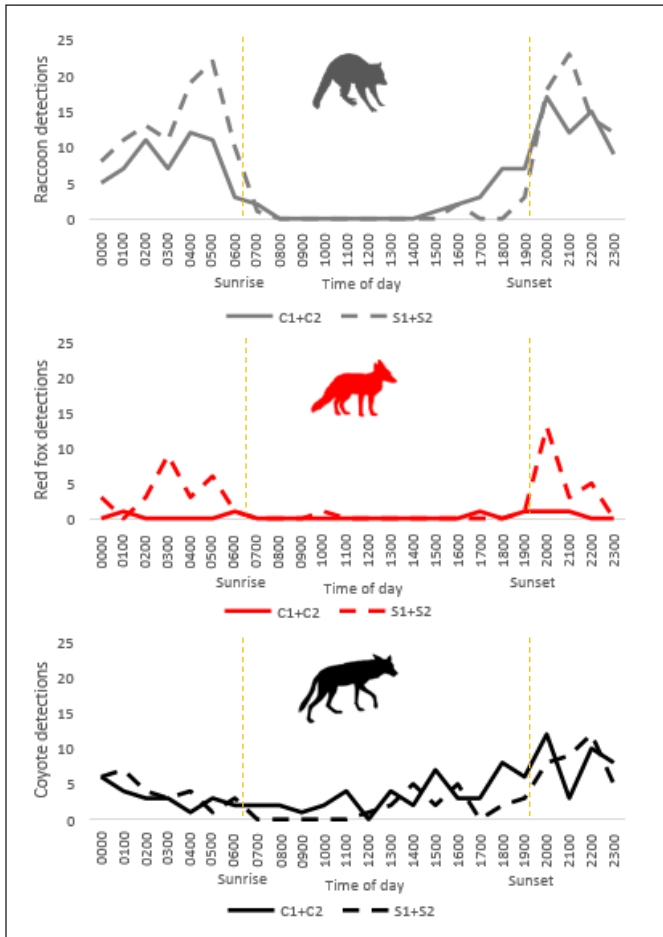 25
20
15
10
5
0
Raccoon detections
0000 0100 0200 0300 0400 0500 0600 0700 0800 0900 1000 1100 1200 1300 1400 1500 1600 1700 1800 1900 2000 2100 2200 2300
Sunrise Time of day Sunset
C1+C2 S1+S2
25
20
15
10
5
0
Red fox detections
0000 0100 0200 0300 0400 0500 0600 0700 0800 0900 1000 1100 1200 1300 1400 1500 1600 1700 1800 1900 2000 2100 2200 2300
Sunrise Time of day Sunset
C1+C2 S1+S2
25
20
15
10
5
0
Coyote detections
0000 0100 0200 0300 0400 0500 0600 0700 0800 0900 1000 1100 1200 1300 1400 1500 1600 1700 1800 1900 2000 2100 2200 2300
Sunrise Time of day Sunset
C1+C2 S1+S2